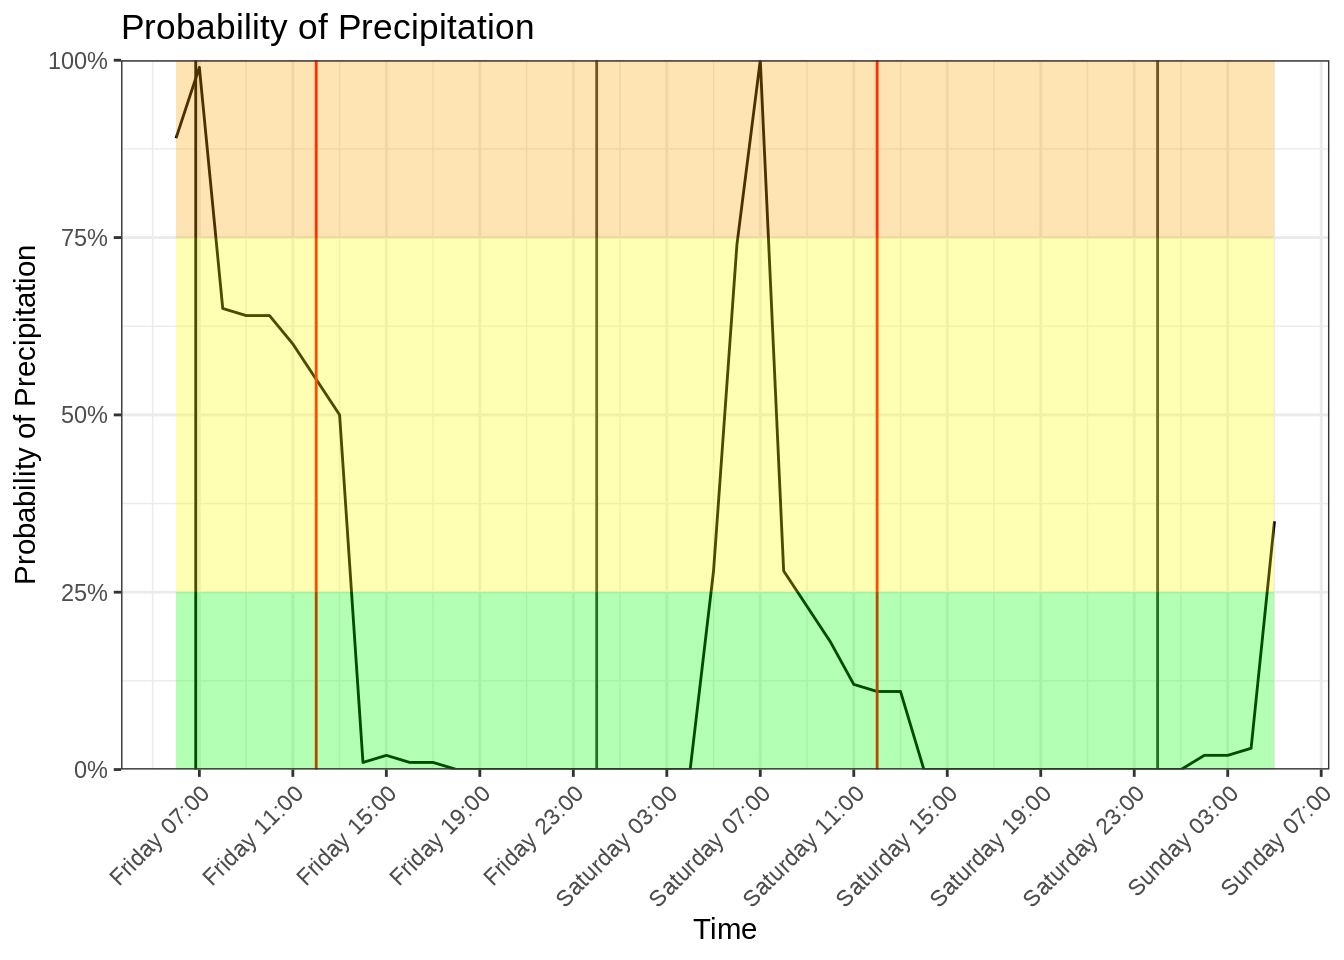 Probability of Precipitation
Probability of Precipitation
100%
75%
50%
25%
0%
Friday 07:00
Friday 11:00
Friday 15:00
Friday 19:00
Friday 23:00
Saturday 03:00
Saturday 07:00
Saturday 11:00
Saturday 15:00
Saturday 19:00
Saturday 23:00
Sunday 03:00
Sunday 07:00
Time